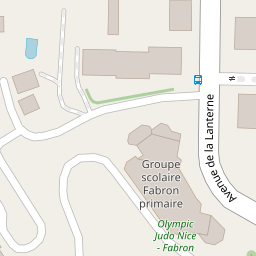 Avenue de la Lanterne
Groupe
scolaire
Fabron
primaire
Olympic
Judo Nice
- Fabron